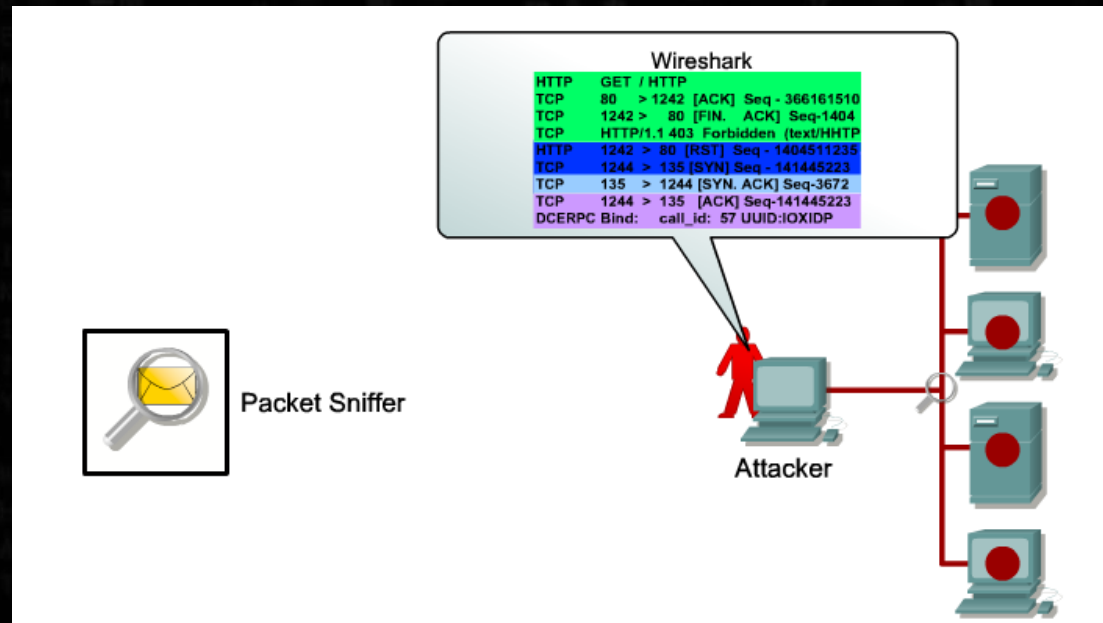 Wireshark
HTTP GET / HTTP
TCP 80 > 1242 [ACK] Seq - 366161510
TCP 1242 > 80 [FIN. ACK] Seq-1404
TCP HTTP/1.1 403 Forbidden (text/HHTP
HTTP 1242 > 80 [RST] Seq - 1404511235
TCP 1244 > 135 [SYN] Seq - 141445223
TCP 135 > 1244 [SYN. ACK] Seq-3672
TCP 1244 > 135 [ACK] Seq-141445223
DCERPC Bind: call_id: 57 UUID:IOXIDP
Packet Sniffer
Attacker